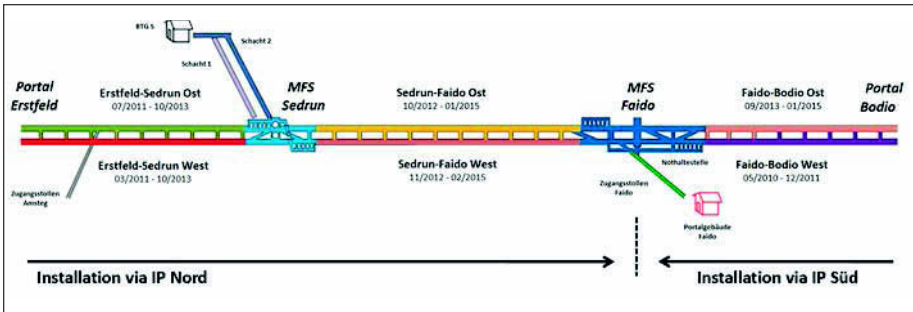 BTG S
Schacht 2
Schacht 1
Portal
Erstfeld
Erstfeld-Sedrun Ost
07/2011 - 10/2013
MFS
Sedrun
Sedrun-Faido Ost
10/2012 - 01/2015
MFS
Faido
Faido-Bodio Ost
09/2013 - 01/2015
Portal
Bodio
Erstfeld-Sedrun West
03/2011 - 10/2013
Sedrun-Faido West
11/2012 - 02/2015
Nothaltestelle
Faido-Bodio West
05/2010 - 12/2011
Zugangsstollen
Amsteg
Zugangsstollen
Faido
Portalgebäude
Faido
Installation via IP Nord
Installation via IP Süd